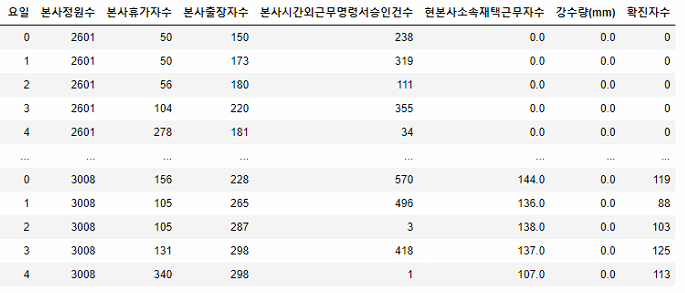 요일 본사정원수 본사휴가자수 본사출장자수 본사시간외근무명령서승인건수 현본사소속재택근무자수 강수량(mm) 확진자수
0 2601 50 150 238 0.0 0.0 0
1 2601 50 173 319 0.0 0.0 0
2 2601 56 180 111 0.0 0.0 0
3 2601 104 220 355 0.0 0.0 0
4 2601 278 181 34 0.0 0.0 0
... ... ... ... ... ... ... ...
0 3008 156 228 570 144.0 0.0 119
1 3008 105 265 496 136.0 0.0 88
2 3008 105 287 3 138.0 0.0 103
3 3008 131 298 418 137.0 0.0 125
4 3008 340 298 1 107.0 0.0 113